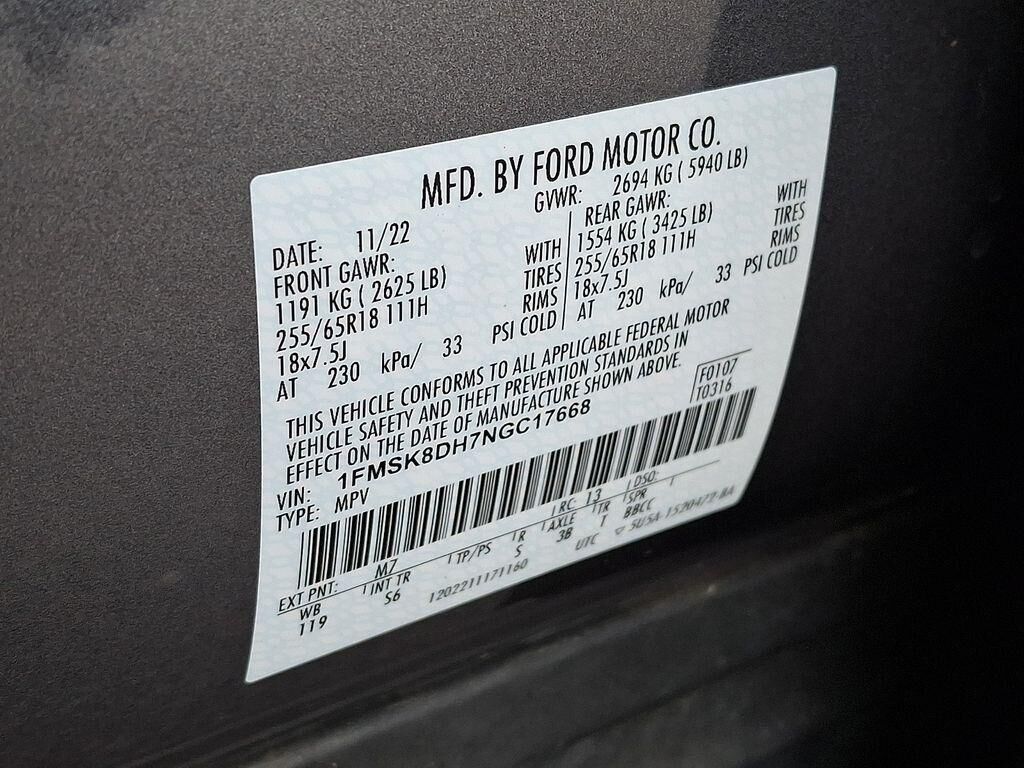 MFD. BY FORD MOTOR CO.
DATE: 11/22
GVWR: 2694 KG ( 5940 LB)
FRONT GAWR:
1191 KG ( 2625 LB) WITH
255/65R18 111H TIRES
18x7.5J RIMS
AT 230 kPa/ 33 PSI COLD
REAR GAWR:
1554 KG ( 3425 LB) WITH
255/65R18 111H TIRES
18x7.5J RIMS
AT 230 kPa/ 33 PSI COLD
THIS VEHICLE CONFORMS TO ALL APPLICABLE FEDERAL MOTOR
VEHICLE SAFETY AND THEFT PREVENTION STANDARDS IN
EFFECT ON THE DATE OF MANUFACTURE SHOWN ABOVE.
VIN: 1FMSK8DH7NGC17668
TYPE: MPV
F0107
T0316
EXT PNT: M7 RC: 13 DSO:
WB INT TR TP/PS R AXLE TR SPR
119 S6 S 3B T BBCC
1202211171160 UTC 5U5A-1520472-BA